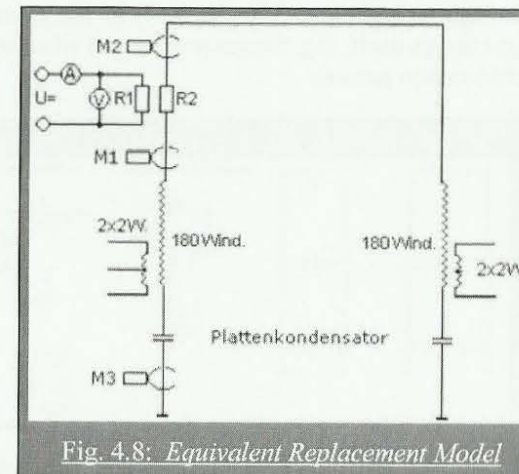 M2
A
U=
V
R1
R2
M1
2x2W.
180 Wind.
180 Wind.
2x2W
Plattenkondensator
M3
Fig. 4.8: Equivalent Replacement Model